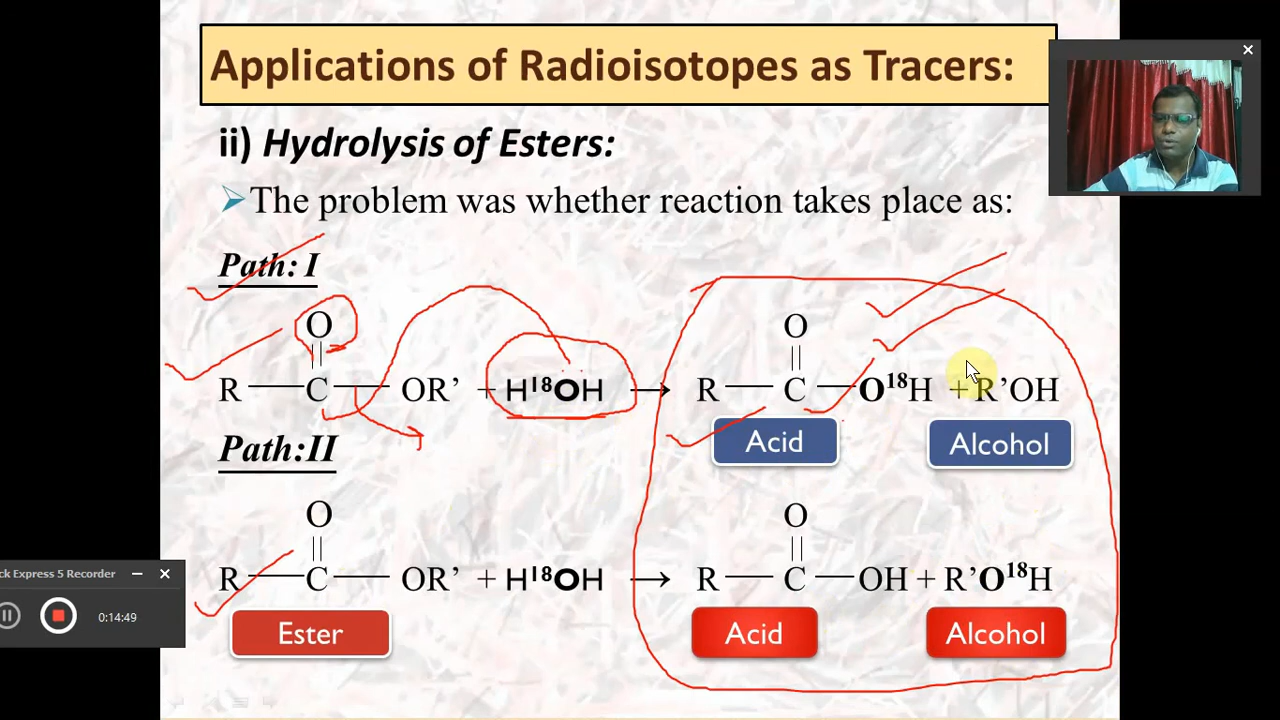 Applications of Radioisotopes as Tracers:
ii) Hydrolysis of Esters:
The problem was whether reaction takes place as:
Path: I
O O
R C OR’ + H¹⁸OH → R C O¹⁸H + R’OH
Acid Alcohol
Path:II
O O
R C OR’ + H¹⁸OH → R C OH + R’O¹⁸H
Ester Acid Alcohol
ck Express 5 Recorder
0:14:49